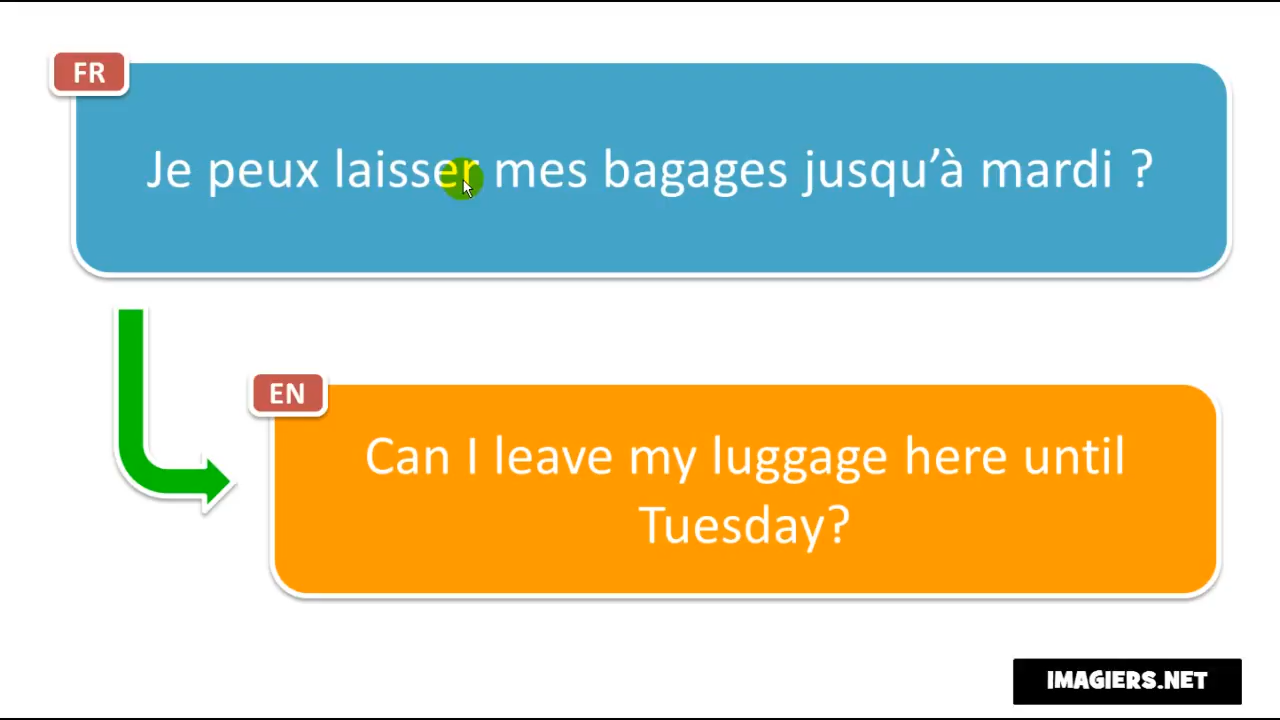 FR
Je peux laisser mes bagages jusqu’à mardi ?
EN
Can I leave my luggage here until
Tuesday?
IMAGIERS.NET